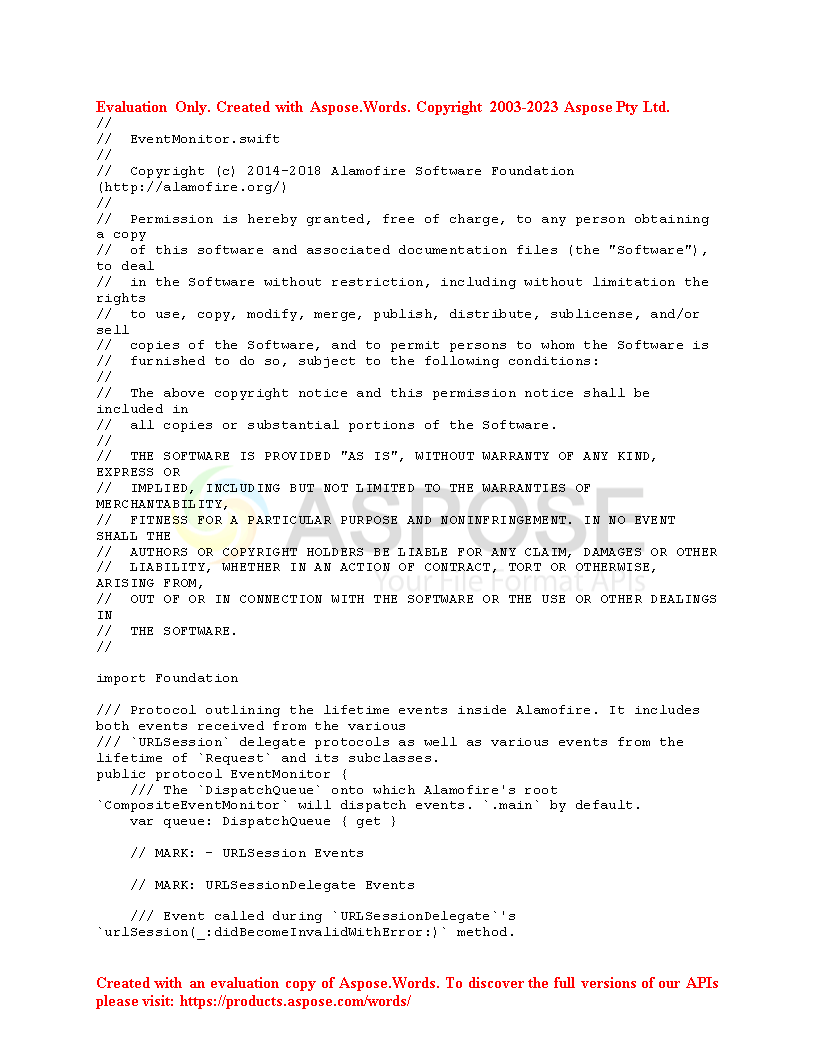 Evaluation Only. Created with Aspose.Words. Copyright 2003-2023 Aspose Pty Ltd.
//
//  EventMonitor.swift
//
//  Copyright (c) 2014-2018 Alamofire Software Foundation
(http://alamofire.org/)
//
//  Permission is hereby granted, free of charge, to any person obtaining
a copy
//  of this software and associated documentation files (the "Software"),
to deal
//  in the Software without restriction, including without limitation the
rights
//  to use, copy, modify, merge, publish, distribute, sublicense, and/or
sell
//  copies of the Software, and to permit persons to whom the Software is
//  furnished to do so, subject to the following conditions:
//
//  The above copyright notice and this permission notice shall be
included in
//  all copies or substantial portions of the Software.
//
//  THE SOFTWARE IS PROVIDED "AS IS", WITHOUT WARRANTY OF ANY KIND,
EXPRESS OR
//  IMPLIED, INCLUDING BUT NOT LIMITED TO THE WARRANTIES OF
MERCHANTABILITY,
//  FITNESS FOR A PARTICULAR PURPOSE AND NONINFRINGEMENT. IN NO EVENT
SHALL THE
//  AUTHORS OR COPYRIGHT HOLDERS BE LIABLE FOR ANY CLAIM, DAMAGES OR OTHER
//  LIABILITY, WHETHER IN AN ACTION OF CONTRACT, TORT OR OTHERWISE,
ARISING FROM,
//  OUT OF OR IN CONNECTION WITH THE SOFTWARE OR THE USE OR OTHER DEALINGS
IN
//  THE SOFTWARE.
//
ASPOSE
Your File Format APIs

import Foundation

/// Protocol outlining the lifetime events inside Alamofire. It includes
both events received from the various
/// `URLSession` delegate protocols as well as various events from the
lifetime of `Request` and its subclasses.
public protocol EventMonitor {
    /// The `DispatchQueue` onto which Alamofire's root
`CompositeEventMonitor` will dispatch events. `.main` by default.
    var queue: DispatchQueue { get }

    // MARK: - URLSession Events

    // MARK: URLSessionDelegate Events

    /// Event called during `URLSessionDelegate`'s
`urlSession(_:didBecomeInvalidWithError:)` method.

Created with an evaluation copy of Aspose.Words. To discover the full versions of our APIs
please visit: https://products.aspose.com/words/